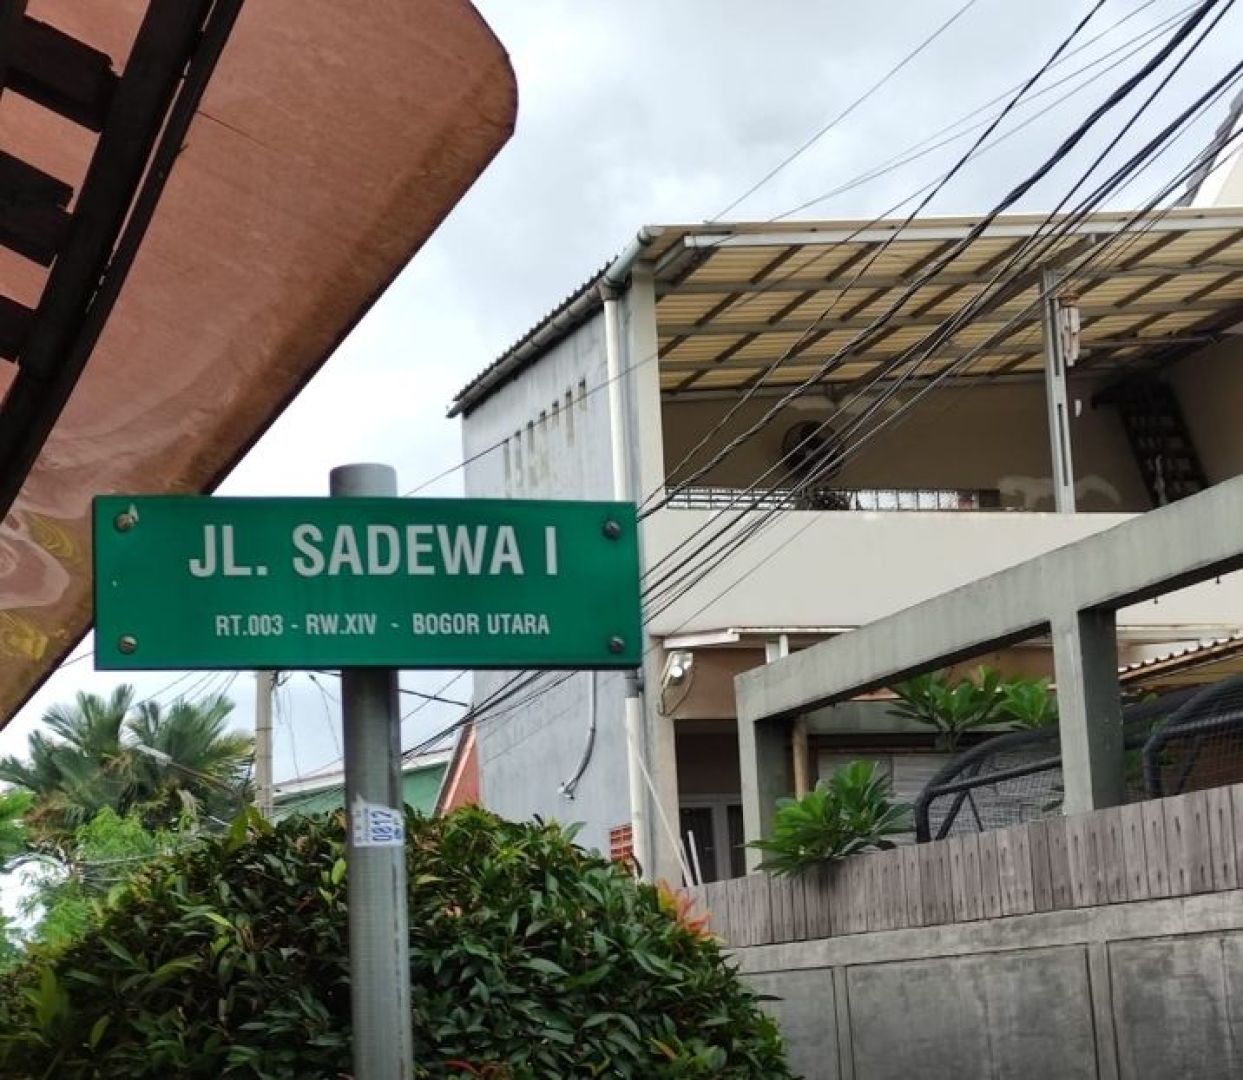 JL. SADEWA I
RT.003 - RW.XIV - BOGOR UTARA